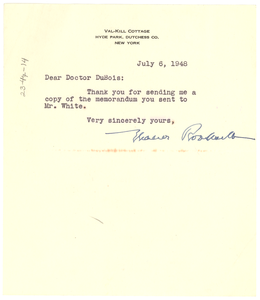 VAL-KILL COTTAGE
HYDE PARK, DUTCHESS CO.
NEW YORK
July 6, 1948
Dear Doctor DuBois:
Thank you for sending me a
copy of the memorandum you sent to
Mr. White.
Very sincerely yours,
Eleanor Roosevelt